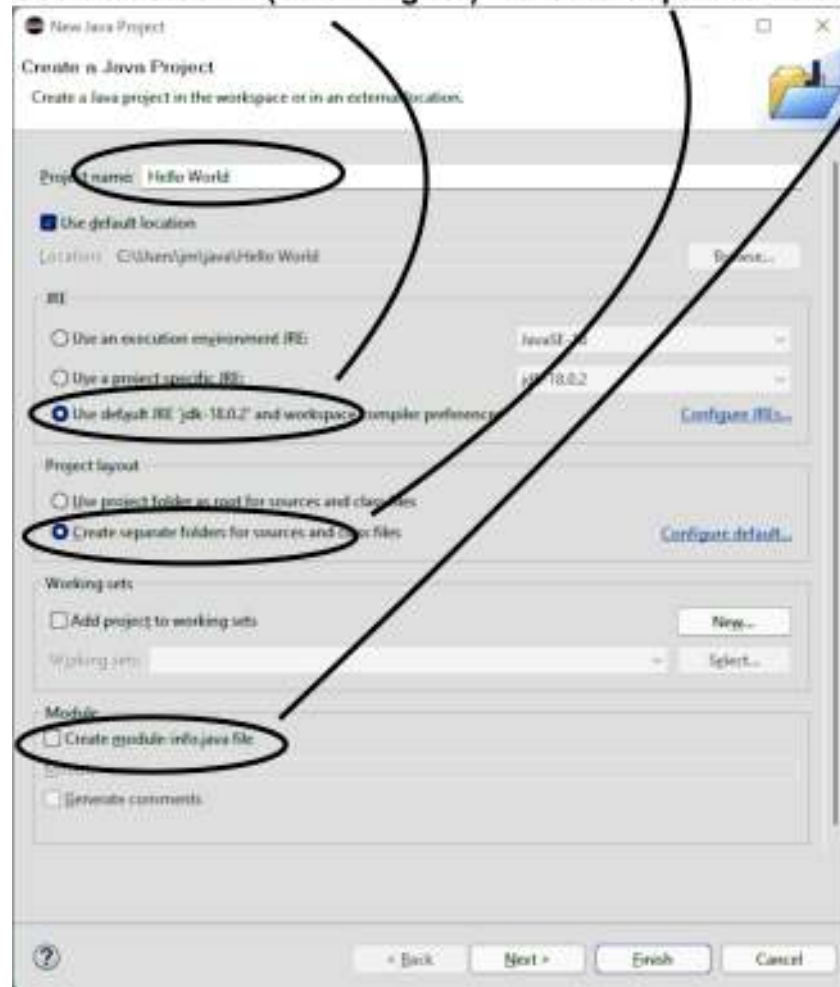 New Java Project
Create a Java Project
Create a Java project in the workspace or in an external location.
Project name: Hello World
Use default location
Location: C:\Users\jm\java\Hello World
Browse...
JRE
Use an execution environment JRE:
JavaSE-
Use a project specific JRE:
jdk-18.0.2
Use default JRE 'jdk-18.0.2' and workspace compiler preferences
Configure JREs...
Project layout
Use project folder as root for sources and class files
Create separate folders for sources and class files
Configure default...
Working sets
Add project to working sets
New...
Working sets:
Select...
Module
Create module-info.java file
Generate comments
< Back
Next >
Finish
Cancel